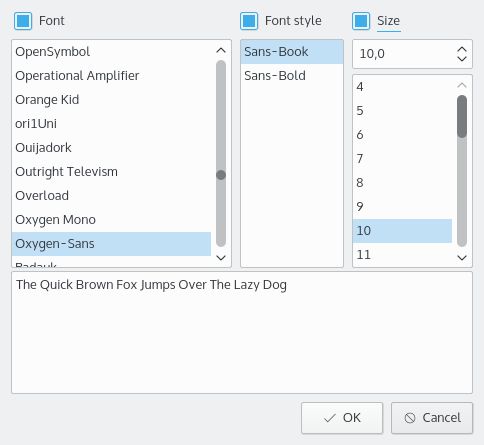 Font
Font style
Size
OpenSymbol
Operational Amplifier
Orange Kid
ori1Uni
Ouijadork
Outright Televism
Overload
Oxygen Mono
Oxygen-Sans
Padauk
Sans-Book
Sans-Bold
10,0
4
5
6
7
8
9
10
11
The Quick Brown Fox Jumps Over The Lazy Dog
OK
Cancel